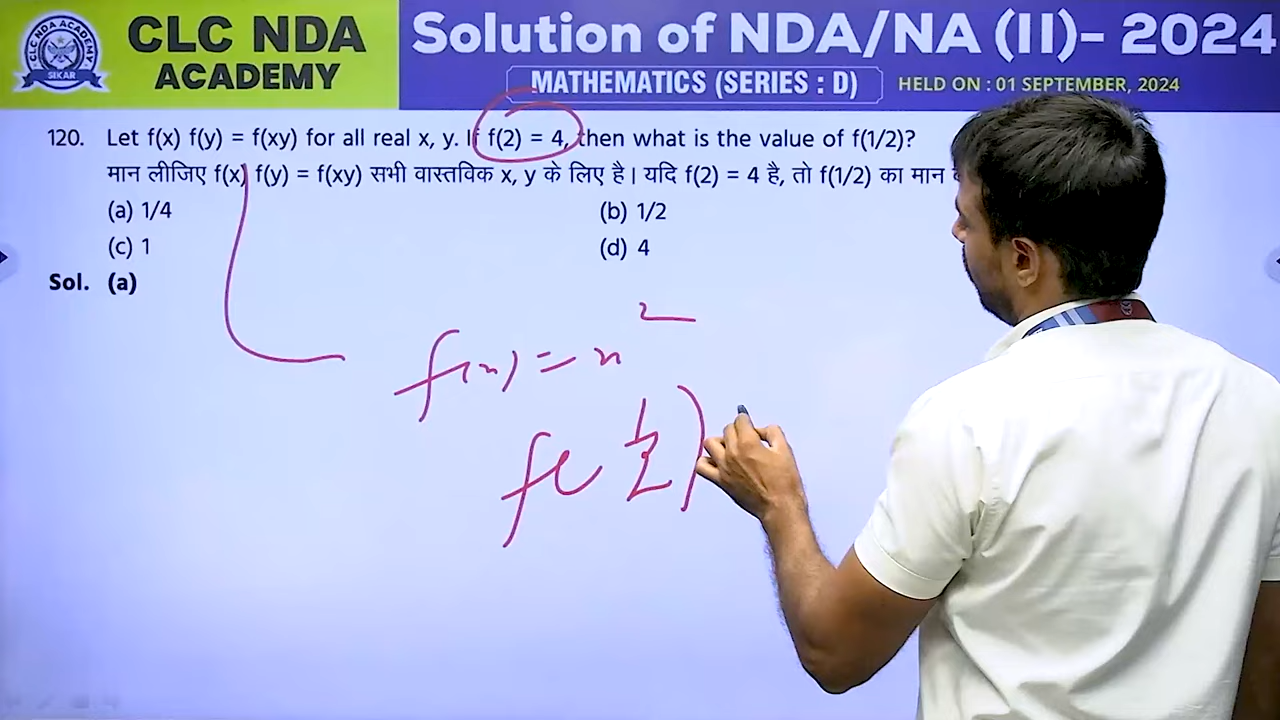 CLC NDA ACADEMY
SIKAR
CLC NDA
ACADEMY
Solution of NDA/NA (II)- 2024
MATHEMATICS (SERIES : D)
HELD ON : 01 SEPTEMBER, 2024
120. Let f(x) f(y) = f(xy) for all real x, y. If f(2) = 4, then what is the value of f(1/2)?
मान लीजिए f(x) f(y) = f(xy) सभी वास्तविक x, y के लिए है। यदि f(2) = 4 है, तो f(1/2) का मान
(a) 1/4 (b) 1/2
(c) 1 (d) 4
Sol. (a)
f(x) = x²
f(1/2)